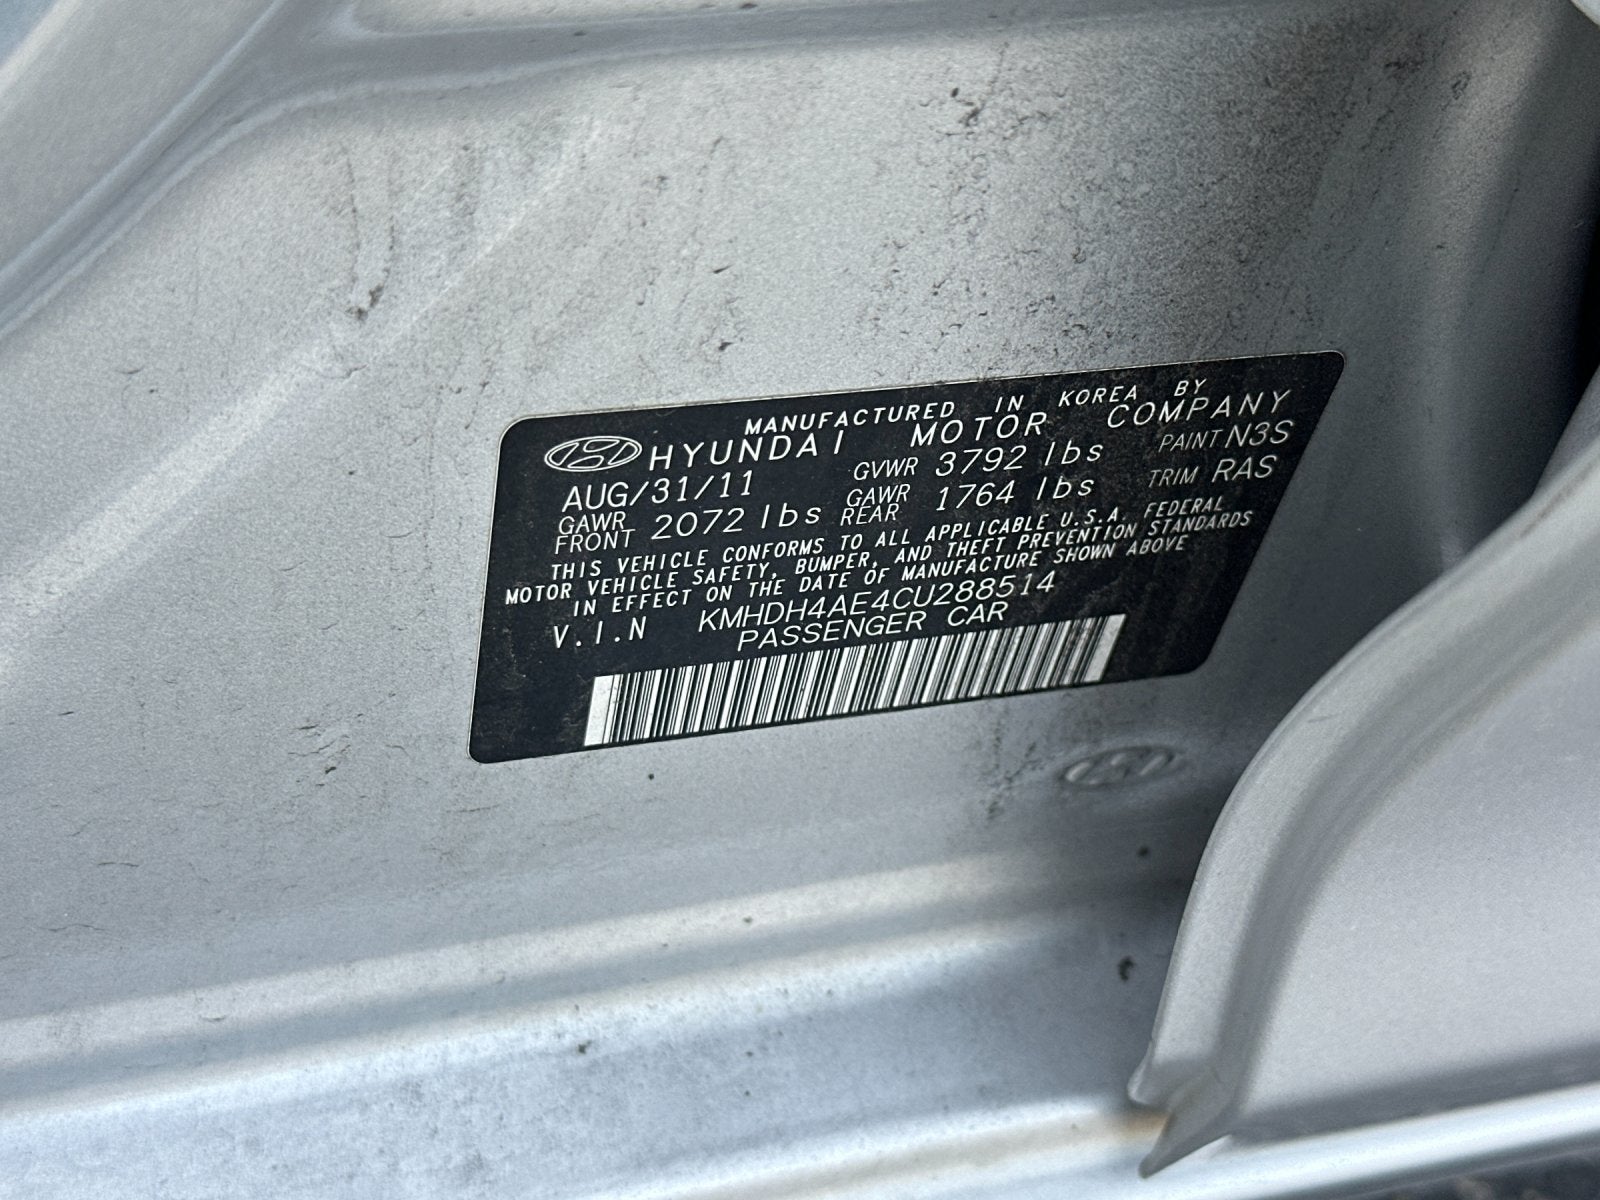 MANUFACTURED IN KOREA BY
HYUNDAI MOTOR COMPANY
AUG/31/11 GVWR 3792 lbs PAINT N3S
GAWR FRONT 2072 lbs GAWR REAR 1764 lbs TRIM RAS
THIS VEHICLE CONFORMS TO ALL APPLICABLE U.S.A. FEDERAL
MOTOR VEHICLE SAFETY, BUMPER, AND THEFT PREVENTION STANDARDS
IN EFFECT ON THE DATE OF MANUFACTURE SHOWN ABOVE
V.I.N KMHDH4AE4CU288514
PASSENGER CAR